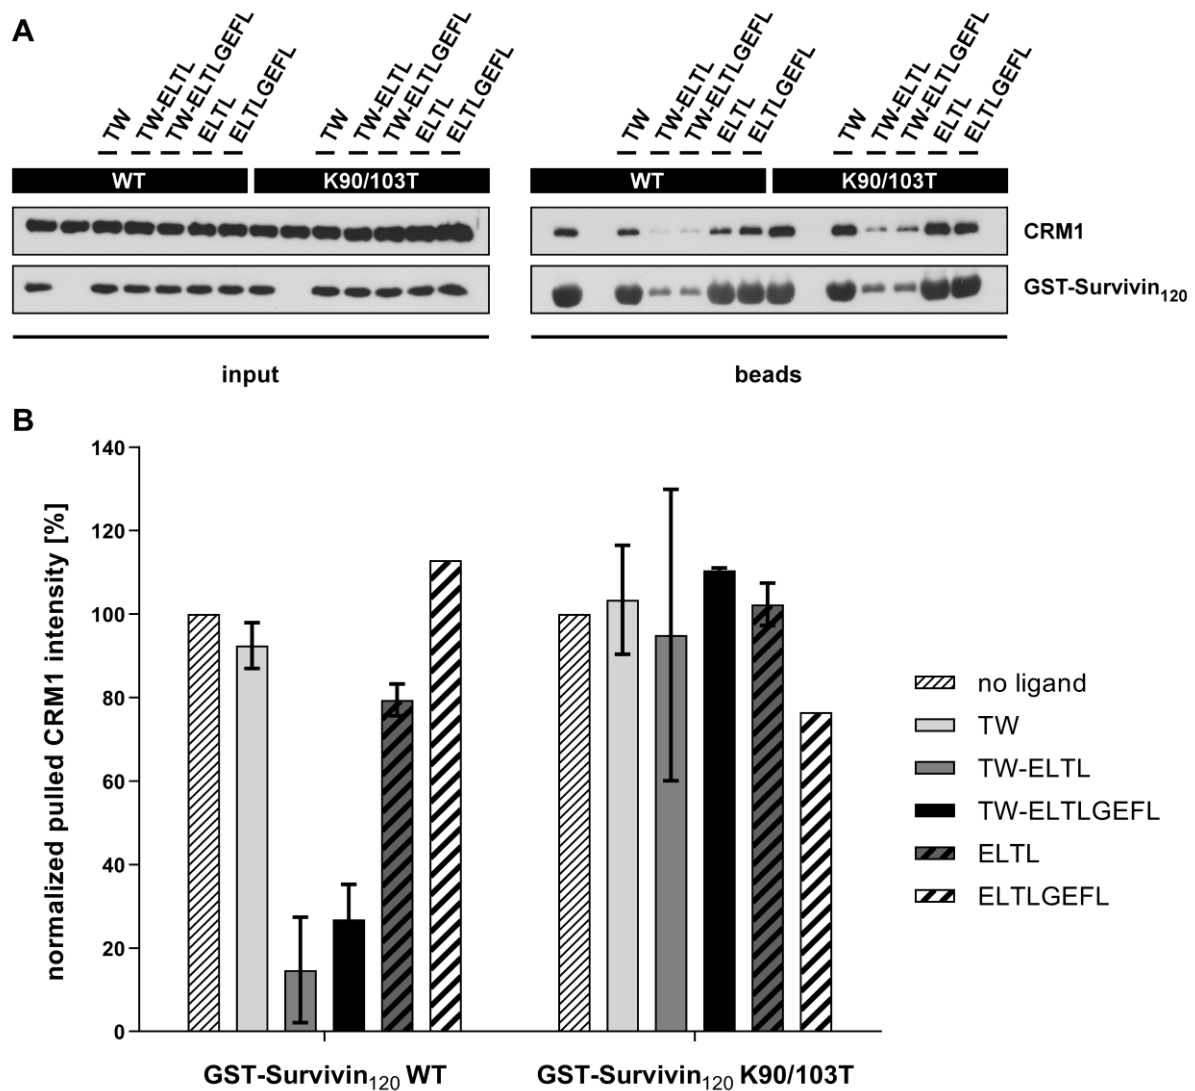 A
TW
TW-ELTL
TW-ELTLGEFL
ELTL
ELTLGEFL
TW
TW-ELTL
TW-ELTLGEFL
ELTL
ELTLGEFL
TW
TW-ELTL
TW-ELTLGEFL
ELTL
ELTLGEFL
TW
TW-ELTL
TW-ELTLGEFL
ELTL
ELTLGEFL
WT K90/103T WT K90/103T
CRM1
GST-Survivin120
input beads
B
normalized pulled CRM1 intensity [%]
140
120
100
80
60
40
20
0
no ligand
TW
TW-ELTL
TW-ELTLGEFL
ELTL
ELTLGEFL
GST-Survivin120 WT GST-Survivin120 K90/103T